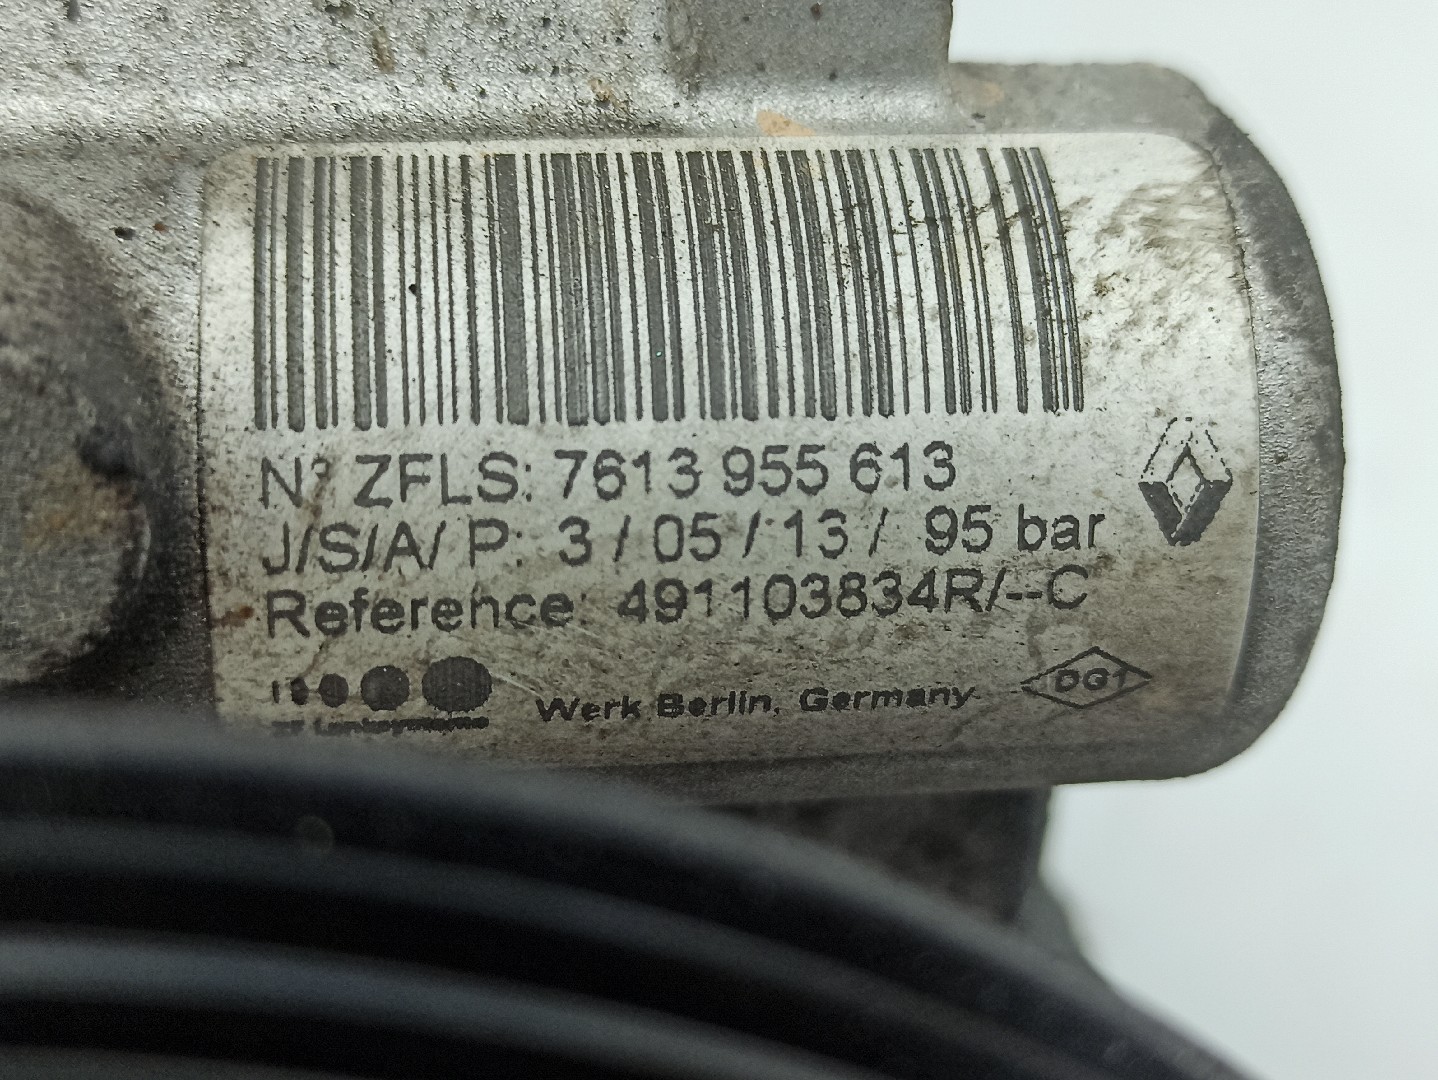 N° ZFLS: 7613 955 613
J/S/A/ P: 3 / 05 / 13 / 95 bar
Reference: 491103834R/--C
Werk Berlin, Germany
DG1